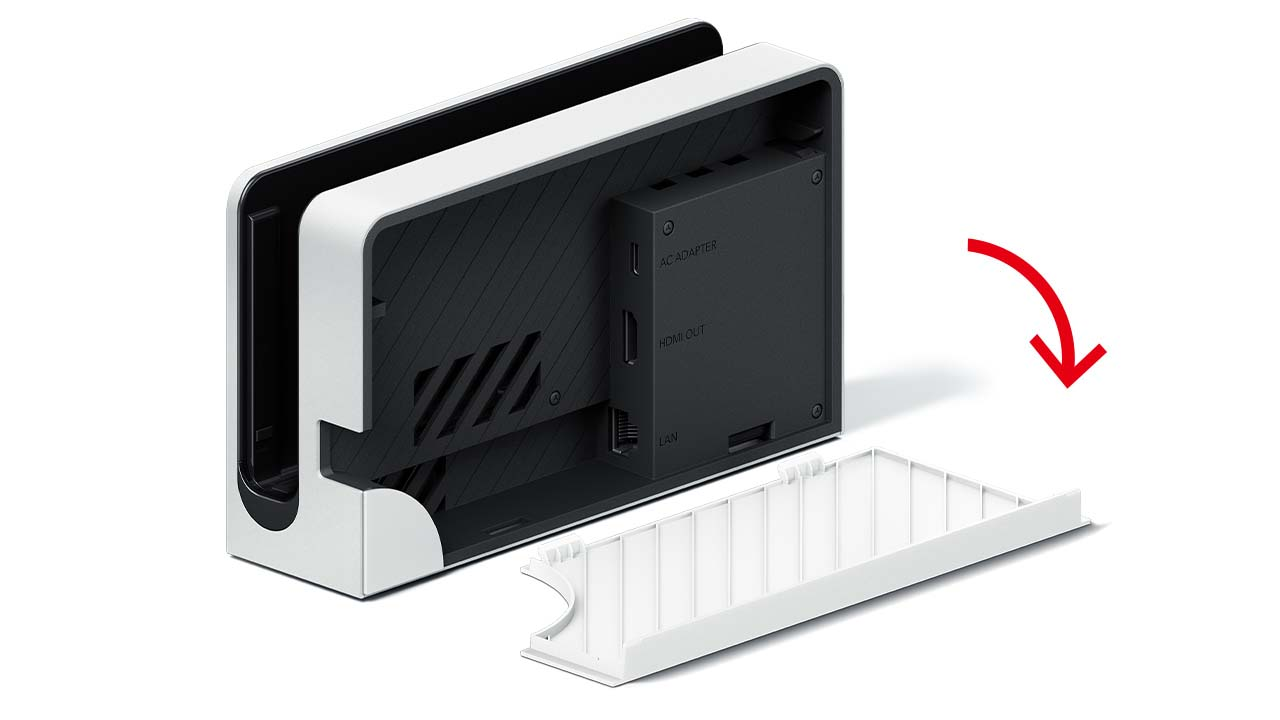 AC ADAPTER
HDMI OUT
LAN